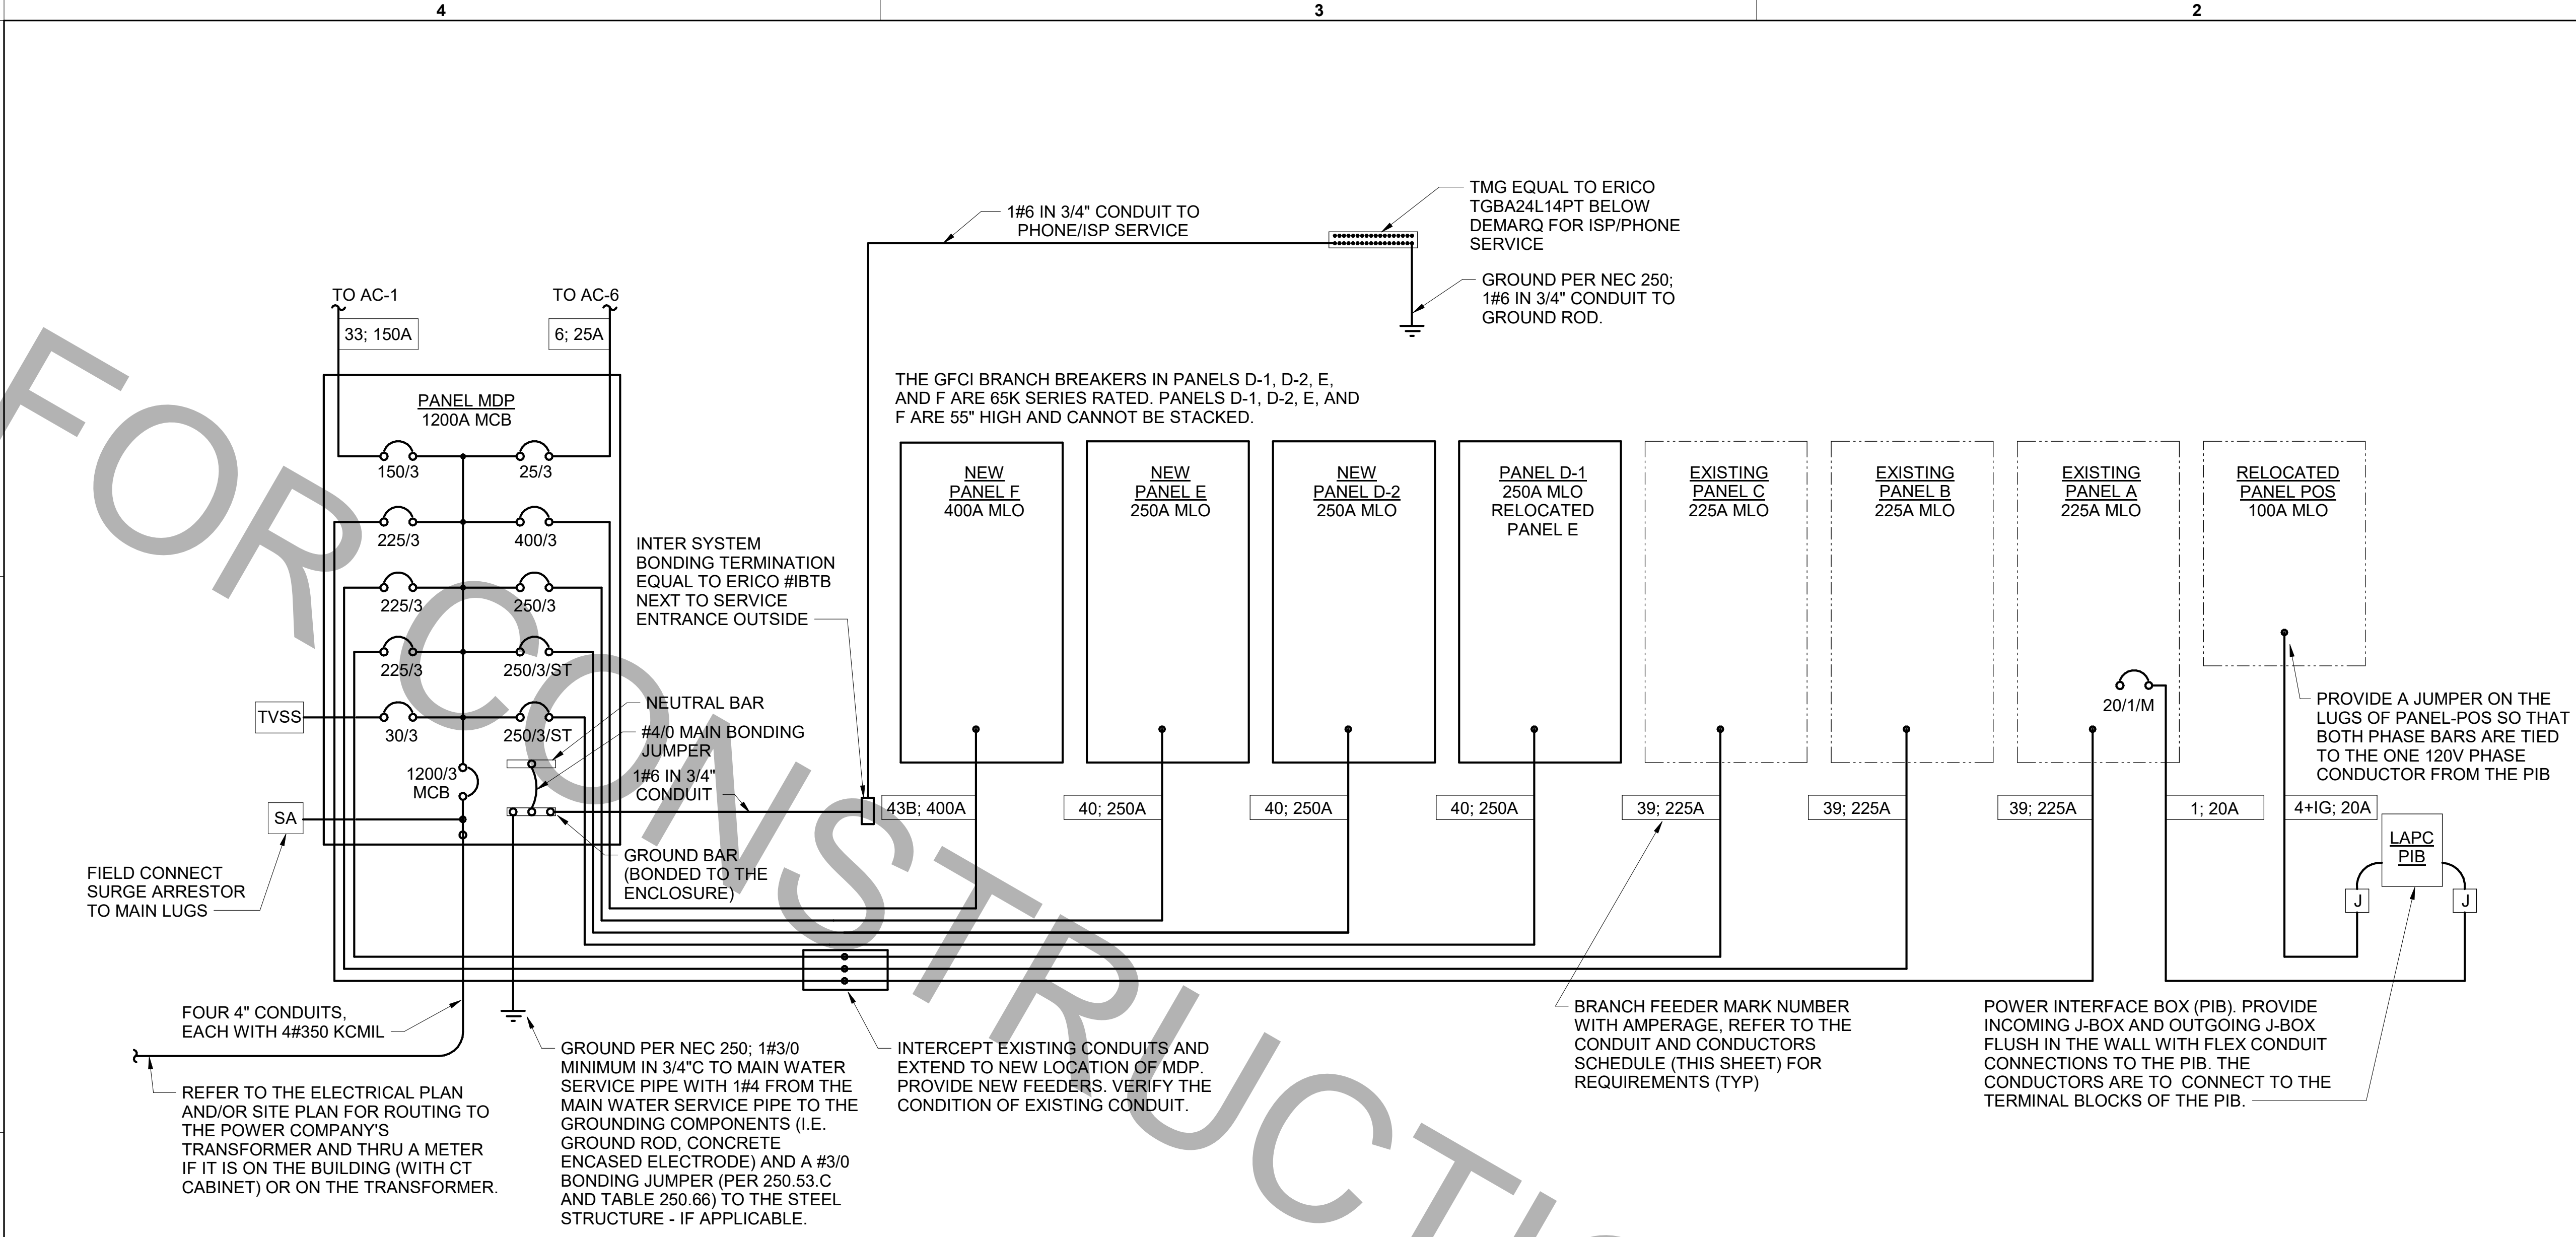 4
3
2
1#6 IN 3/4" CONDUIT TO
PHONE/ISP SERVICE
TMG EQUAL TO ERICO
TGBA24L14PT BELOW
DEMARQ FOR ISP/PHONE
SERVICE
GROUND PER NEC 250;
1#6 IN 3/4" CONDUIT TO
GROUND ROD.
TO AC-1
TO AC-6
33; 150A
6; 25A
PANEL MDP
1200A MCB
150/3
25/3
225/3
400/3
225/3
250/3
225/3
250/3/ST
TVSS
30/3
250/3/ST
1200/3
MCB
SA
FIELD CONNECT
SURGE ARRESTOR
TO MAIN LUGS
INTER SYSTEM
BONDING TERMINATION
EQUAL TO ERICO #IBTB
NEXT TO SERVICE
ENTRANCE OUTSIDE
NEUTRAL BAR
#4/0 MAIN BONDING
JUMPER
1#6 IN 3/4"
CONDUIT
GROUND BAR
(BONDED TO THE
ENCLOSURE)
THE GFCI BRANCH BREAKERS IN PANELS D-1, D-2, E,
AND F ARE 65K SERIES RATED. PANELS D-1, D-2, E, AND
F ARE 55" HIGH AND CANNOT BE STACKED.
NEW
PANEL F
400A MLO
NEW
PANEL E
250A MLO
NEW
PANEL D-2
250A MLO
PANEL D-1
250A MLO
RELOCATED
PANEL E
EXISTING
PANEL C
225A MLO
EXISTING
PANEL B
225A MLO
EXISTING
PANEL A
225A MLO
20/1/M
RELOCATED
PANEL POS
100A MLO
PROVIDE A JUMPER ON THE
LUGS OF PANEL-POS SO THAT
BOTH PHASE BARS ARE TIED
TO THE ONE 120V PHASE
CONDUCTOR FROM THE PIB
43B; 400A
40; 250A
40; 250A
40; 250A
39; 225A
39; 225A
39; 225A
1; 20A
4+IG; 20A
LAPC
PIB
J
J
FOUR 4" CONDUITS,
EACH WITH 4#350 KCMIL
REFER TO THE ELECTRICAL PLAN
AND/OR SITE PLAN FOR ROUTING TO
THE POWER COMPANY'S
TRANSFORMER AND THRU A METER
IF IT IS ON THE BUILDING (WITH CT
CABINET) OR ON THE TRANSFORMER.
GROUND PER NEC 250; 1#3/0
MINIMUM IN 3/4"C TO MAIN WATER
SERVICE PIPE WITH 1#4 FROM THE
MAIN WATER SERVICE PIPE TO THE
GROUNDING COMPONENTS (I.E.
GROUND ROD, CONCRETE
ENCASED ELECTRODE) AND A #3/0
BONDING JUMPER (PER 250.53.C
AND TABLE 250.66) TO THE STEEL
STRUCTURE - IF APPLICABLE.
INTERCEPT EXISTING CONDUITS AND
EXTEND TO NEW LOCATION OF MDP.
PROVIDE NEW FEEDERS. VERIFY THE
CONDITION OF EXISTING CONDUIT.
BRANCH FEEDER MARK NUMBER
WITH AMPERAGE, REFER TO THE
CONDUIT AND CONDUCTORS
SCHEDULE (THIS SHEET) FOR
REQUIREMENTS (TYP)
POWER INTERFACE BOX (PIB). PROVIDE
INCOMING J-BOX AND OUTGOING J-BOX
FLUSH IN THE WALL WITH FLEX CONDUIT
CONNECTIONS TO THE PIB. THE
CONDUCTORS ARE TO CONNECT TO THE
TERMINAL BLOCKS OF THE PIB.
FOR CONSTRUCTI